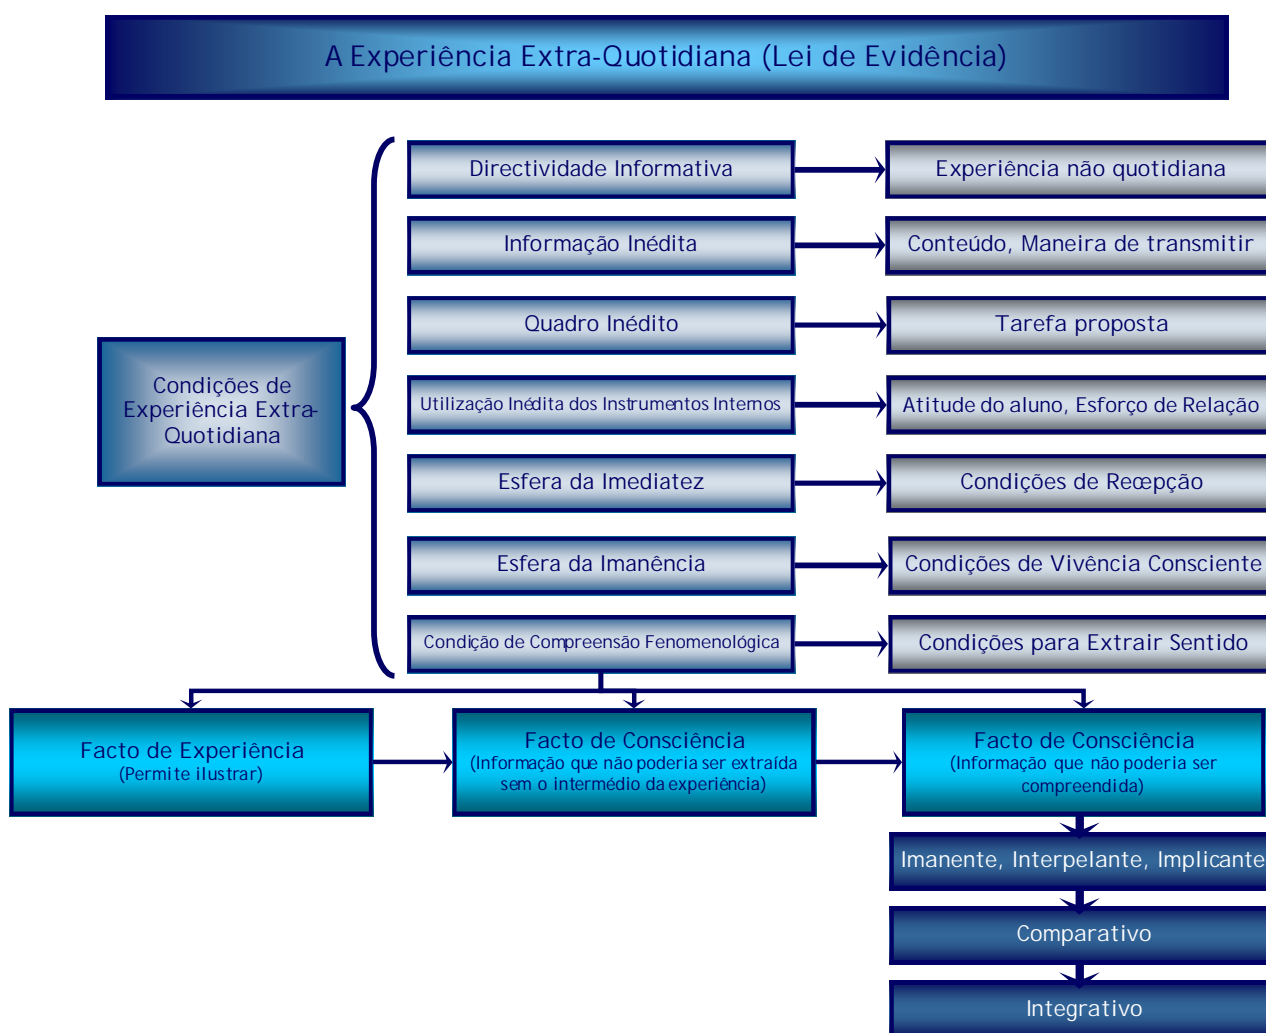 A Experiência Extra-Quotidiana (Lei de Evidência)
Directividade Informativa
Experiência não quotidiana
Informação Inédita
Conteúdo, Maneira de transmitir
Quadro Inédito
Tarefa proposta
Condições de
Experiência Extra-
Quotidiana
Utilização Inédita dos Instrumentos Internos
Atitude do aluno, Esforço de Relação
Esfera da Imediatez
Condições de Recepção
Esfera da Imanência
Condições de Vivência Consciente
Condição de Compreensão Fenomenológica
Condições para Extrair Sentido
Facto de Experiência
(Permite ilustrar)
Facto de Consciência
(Informação que não poderia ser extraída
sem o intermédio da experiência)
Facto de Consciência
(Informação que não poderia ser
compreendida)
Imanente, Interpelante, Implicante
Comparativo
Integrativo